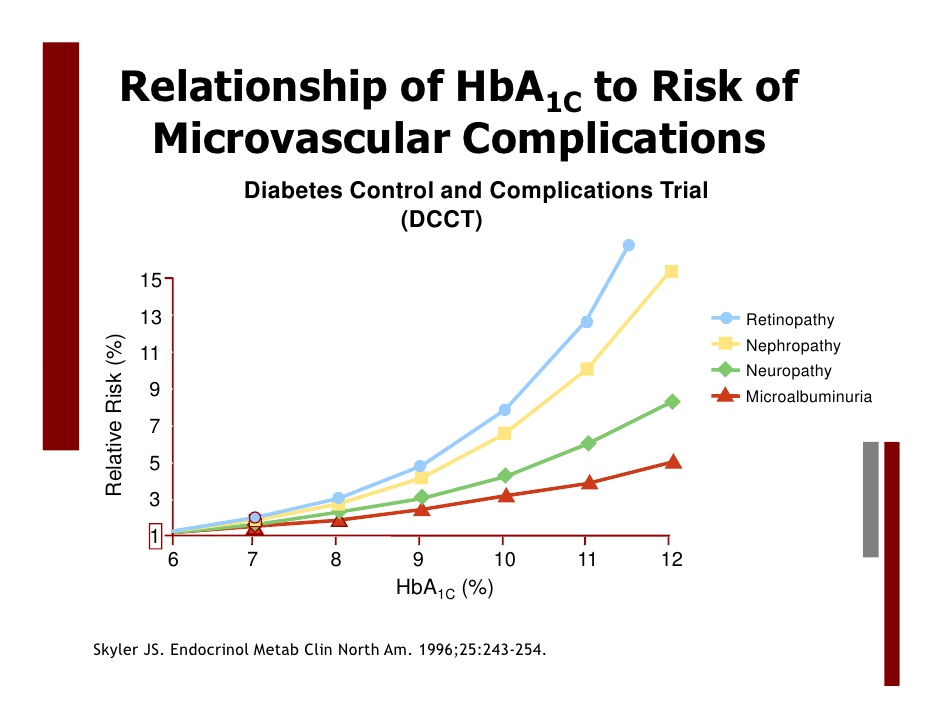 Relationship of HbA1C to Risk of
Microvascular Complications
Diabetes Control and Complications Trial
(DCCT)
Relative Risk (%)
15
13
11
9
7
5
3
1
6 7 8 9 10 11 12
HbA1C (%)
Retinopathy
Nephropathy
Neuropathy
Microalbuminuria
Skyler JS. Endocrinol Metab Clin North Am. 1996;25:243-254.